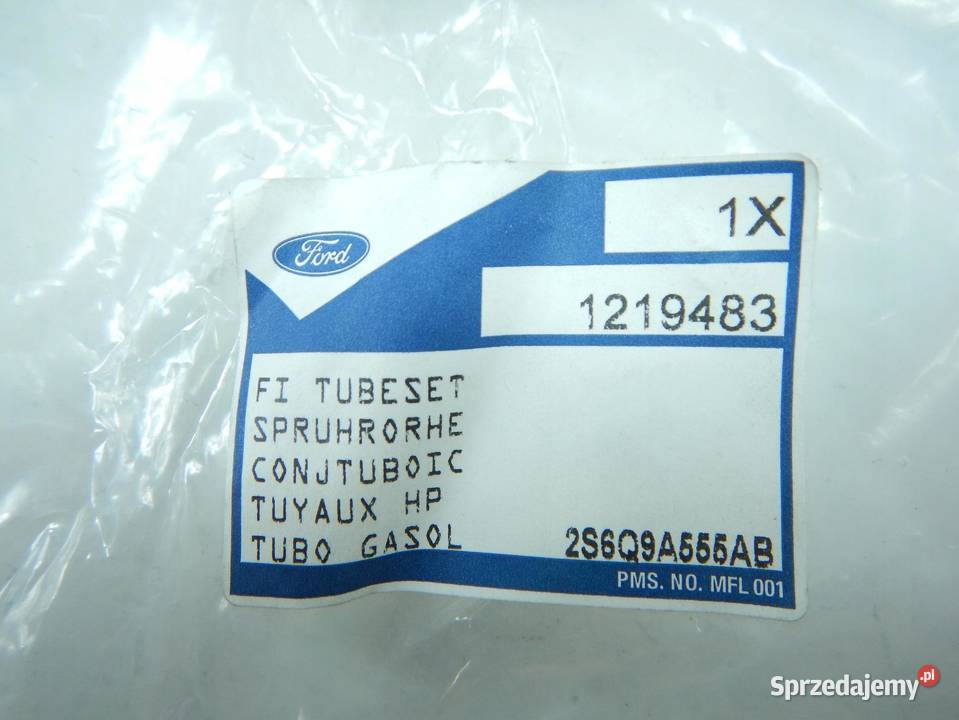 Ford
1X
1219483
FI TUBESET
SPRUHRORHE
CONJTUBOIC
TUYAUX HP
TUBO GASOL
2S6Q9A555AB
PMS. NO. MFL 001
Sprzedajemy.pl